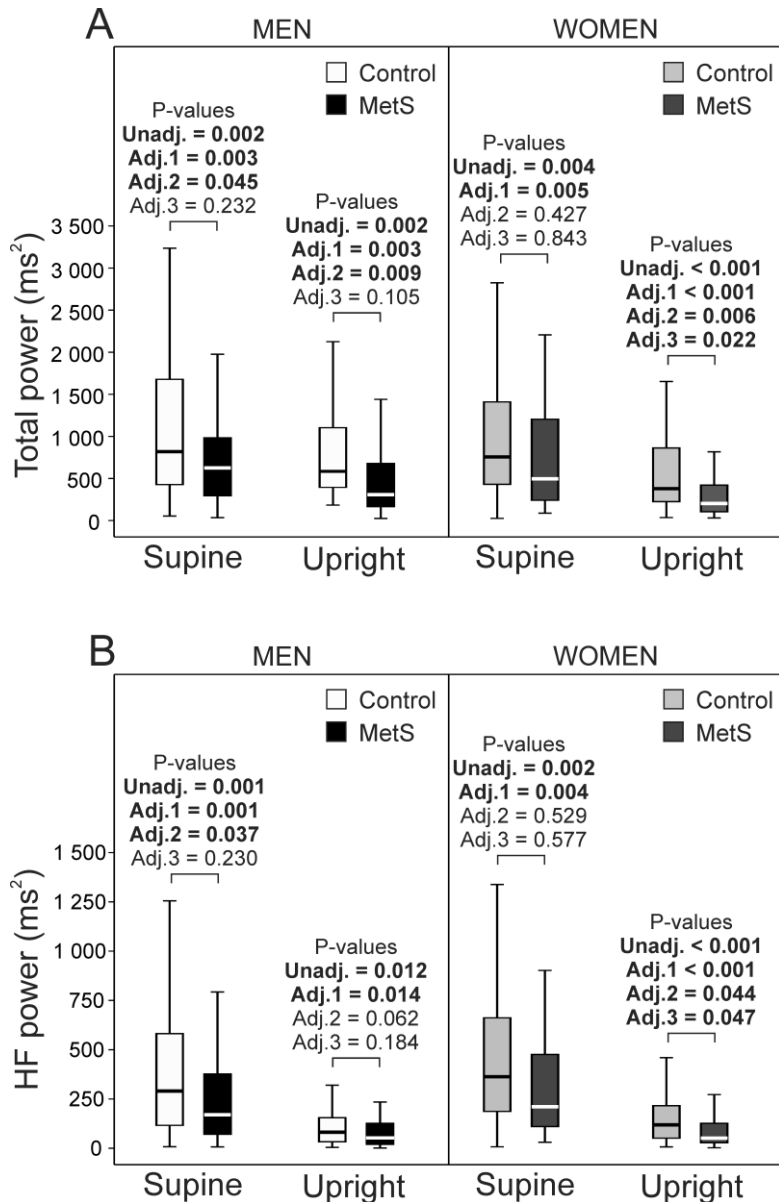 A
MEN
WOMEN
Control
MetS
Control
MetS
P-values
Unadj. = 0.002
Adj.1 = 0.003
Adj.2 = 0.045
Adj.3 = 0.232
P-values
Unadj. = 0.002
Adj.1 = 0.003
Adj.2 = 0.009
Adj.3 = 0.105
P-values
Unadj. = 0.004
Adj.1 = 0.005
Adj.2 = 0.427
Adj.3 = 0.843
P-values
Unadj. < 0.001
Adj.1 < 0.001
Adj.2 = 0.006
Adj.3 = 0.022
Total power (ms²)
3 500
3 000
2 500
2 000
1 500
1 000
500
0
Supine
Upright
Supine
Upright
B
MEN
WOMEN
Control
MetS
Control
MetS
P-values
Unadj. = 0.001
Adj.1 = 0.001
Adj.2 = 0.037
Adj.3 = 0.230
P-values
Unadj. = 0.012
Adj.1 = 0.014
Adj.2 = 0.062
Adj.3 = 0.184
P-values
Unadj. = 0.002
Adj.1 = 0.004
Adj.2 = 0.529
Adj.3 = 0.577
P-values
Unadj. < 0.001
Adj.1 < 0.001
Adj.2 = 0.044
Adj.3 = 0.047
HF power (ms²)
1 500
1 250
1 000
750
500
250
0
Supine
Upright
Supine
Upright